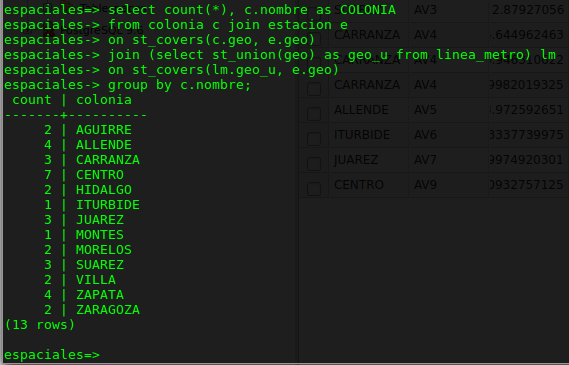 espaciales=> select count(*), c.nombre as COLONIA
espaciales-> from colonia c join estacion e
espaciales-> on st_covers(c.geo, e.geo)
espaciales-> join (select st_union(geo) as geo_u from linea_metro) lm
espaciales-> on st_covers(lm.geo_u, e.geo)
espaciales-> group by c.nombre;
count | colonia
-------+----------
2 | AGUIRRE
4 | ALLENDE
3 | CARRANZA
7 | CENTRO
2 | HIDALGO
1 | ITURBIDE
3 | JUAREZ
1 | MONTES
2 | MORELOS
3 | SUAREZ
2 | VILLA
4 | ZAPATA
2 | ZARAGOZA
(13 rows)
espaciales=>
AV3 2.87927056
CARRANZA AV4 .644962463
CARRANZA AV4
CARRANZA AV4 9982019325
ALLENDE AV5 .972592651
ITURBIDE AV6 3337739975
JUAREZ AV7 9974920301
CENTRO AV9 0932757125